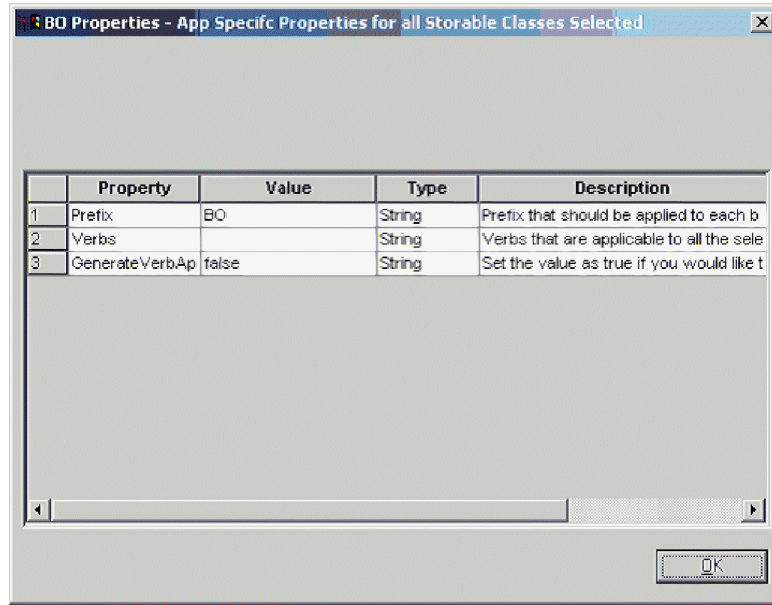 BO Properties - App Specifc Properties for all Storable Classes Selected
Property Value Type Description
1 Prefix BO String Prefix that should be applied to each b
2 Verbs String Verbs that are applicable to all the sele
3 GenerateVerbAp false String Set the value as true if you would like t
OK